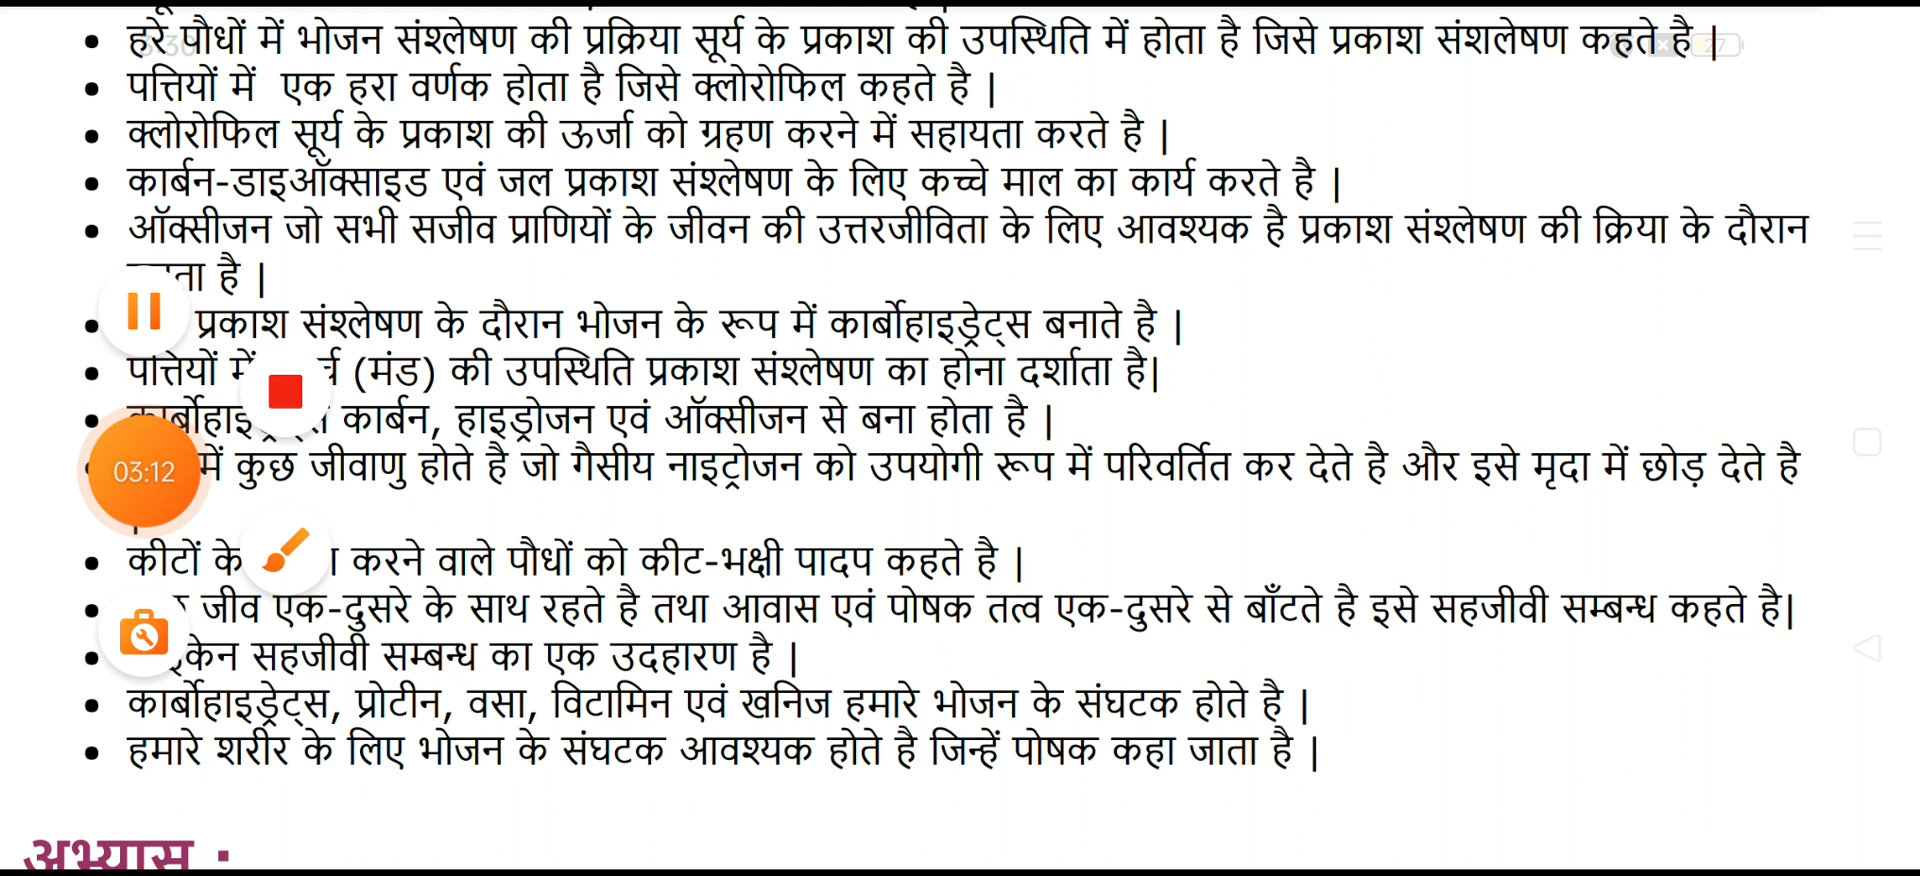 हरे पौधों में भोजन संश्लेषण की प्रक्रिया सूर्य के प्रकाश की उपस्थिति में होता है जिसे प्रकाश संशलेषण कहते है |
पत्तियों में एक हरा वर्णक होता है जिसे क्लोरोफिल कहते है |
क्लोरोफिल सूर्य के प्रकाश की ऊर्जा को ग्रहण करने में सहायता करते है |
कार्बन-डाइऑक्साइड एवं जल प्रकाश संश्लेषण के लिए कच्चे माल का कार्य करते है |
ऑक्सीजन जो सभी सजीव प्राणियों के जीवन की उत्तरजीविता के लिए आवश्यक है प्रकाश संश्लेषण की क्रिया के दौरान
है |
प्रकाश संश्लेषण के दौरान भोजन के रूप में कार्बोहाइड्रेट्स बनाते है |
पत्तियों में (मंड) की उपस्थिति प्रकाश संश्लेषण का होना दर्शाता है|
कार्बन, हाइड्रोजन एवं ऑक्सीजन से बना होता है |
में कुछ जीवाणु होते है जो गैसीय नाइट्रोजन को उपयोगी रूप में परिवर्तित कर देते है और इसे मृदा में छोड़ देते है
|
03:12
कीटों के करने वाले पौधों को कीट-भक्षी पादप कहते है |
जीव एक-दुसरे के साथ रहते है तथा आवास एवं पोषक तत्व एक-दुसरे से बाँटते है इसे सहजीवी सम्बन्ध कहते है|
सहजीवी सम्बन्ध का एक उदहारण है |
कार्बोहाइड्रेट्स, प्रोटीन, वसा, विटामिन एवं खनिज हमारे भोजन के संघटक होते है |
हमारे शरीर के लिए भोजन के संघटक आवश्यक होते है जिन्हें पोषक कहा जाता है |
अभ्यास :